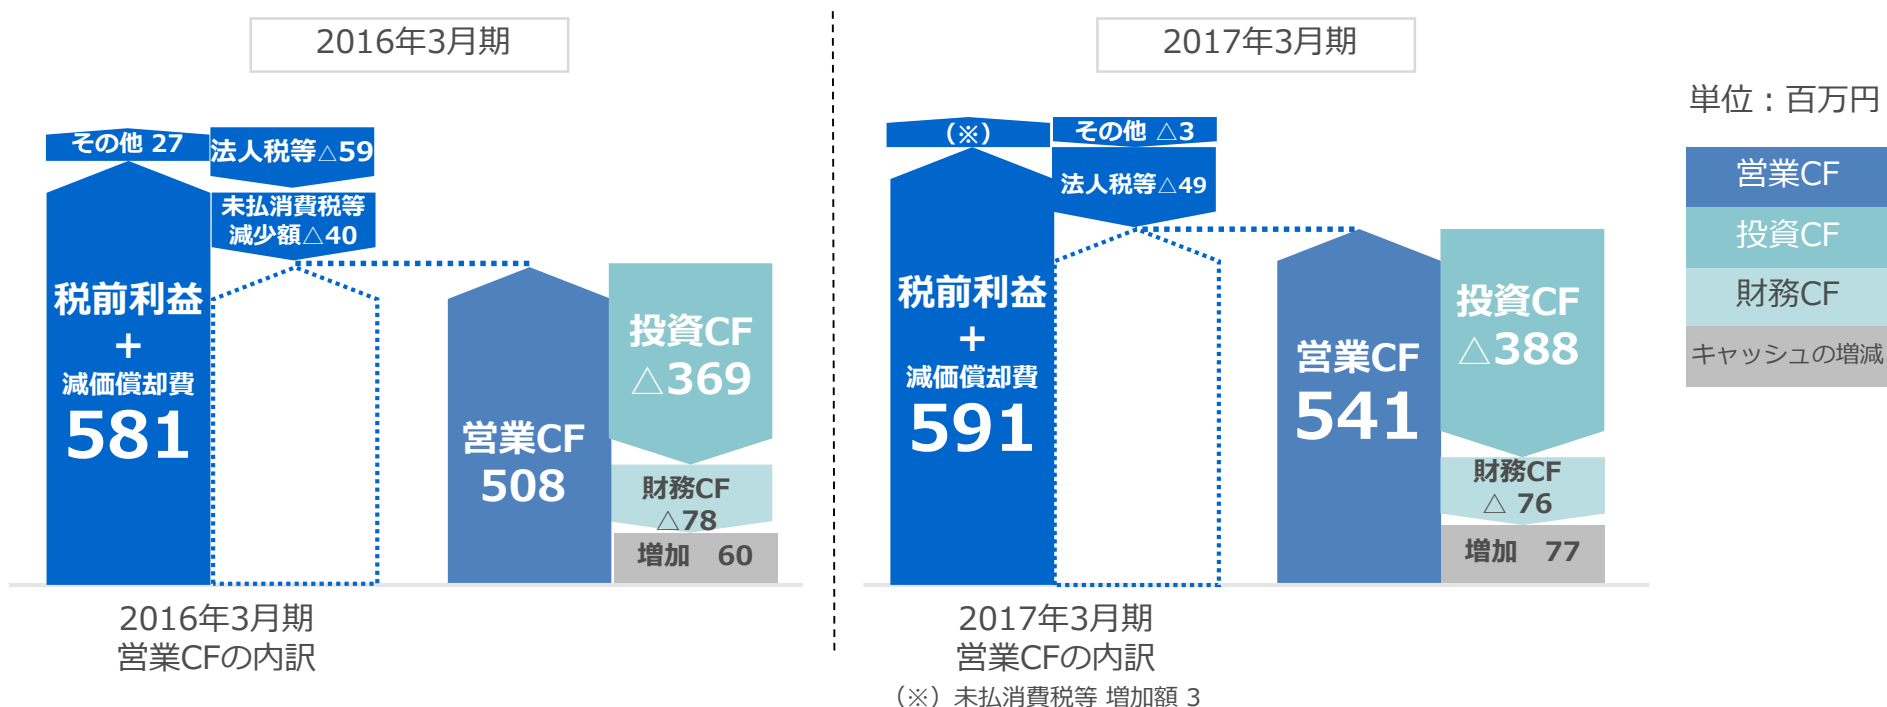 2016年3月期
その他 27
法人税等△59
未払消費税等
減少額△40
税前利益
+
減価償却費
581
営業CF
508
投資CF
△369
財務CF
△78
増加 60
2016年3月期
営業CFの内訳
2017年3月期
（※）
その他 △3
法人税等△49
税前利益
+
減価償却費
591
営業CF
541
投資CF
△388
財務CF
△ 76
増加 77
2017年3月期
営業CFの内訳
（※）未払消費税等 増加額 3
単位：百万円
営業CF
投資CF
財務CF
キャッシュの増減